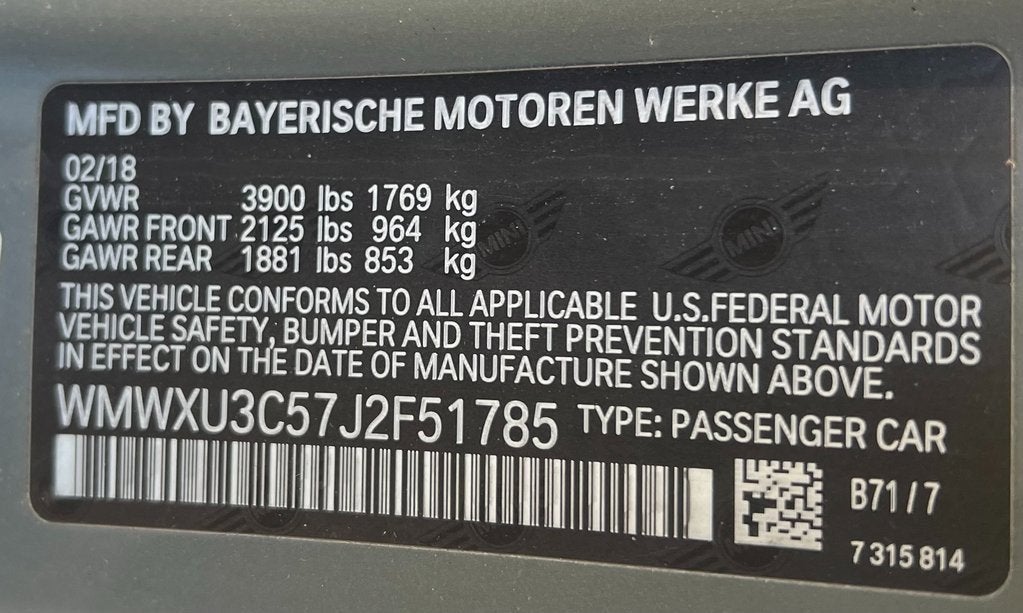 MFD BY BAYERISCHE MOTOREN WERKE AG
02/18
GVWR 3900 lbs 1769 kg
GAWR FRONT 2125 lbs 964 kg
GAWR REAR 1881 lbs 853 kg
MINI
MINI
THIS VEHICLE CONFORMS TO ALL APPLICABLE U.S.FEDERAL MOTOR
VEHICLE SAFETY, BUMPER AND THEFT PREVENTION STANDARDS
IN EFFECT ON THE DATE OF MANUFACTURE SHOWN ABOVE.
WMWXU3C57J2F51785 TYPE: PASSENGER CAR
B71/7
7 315 814